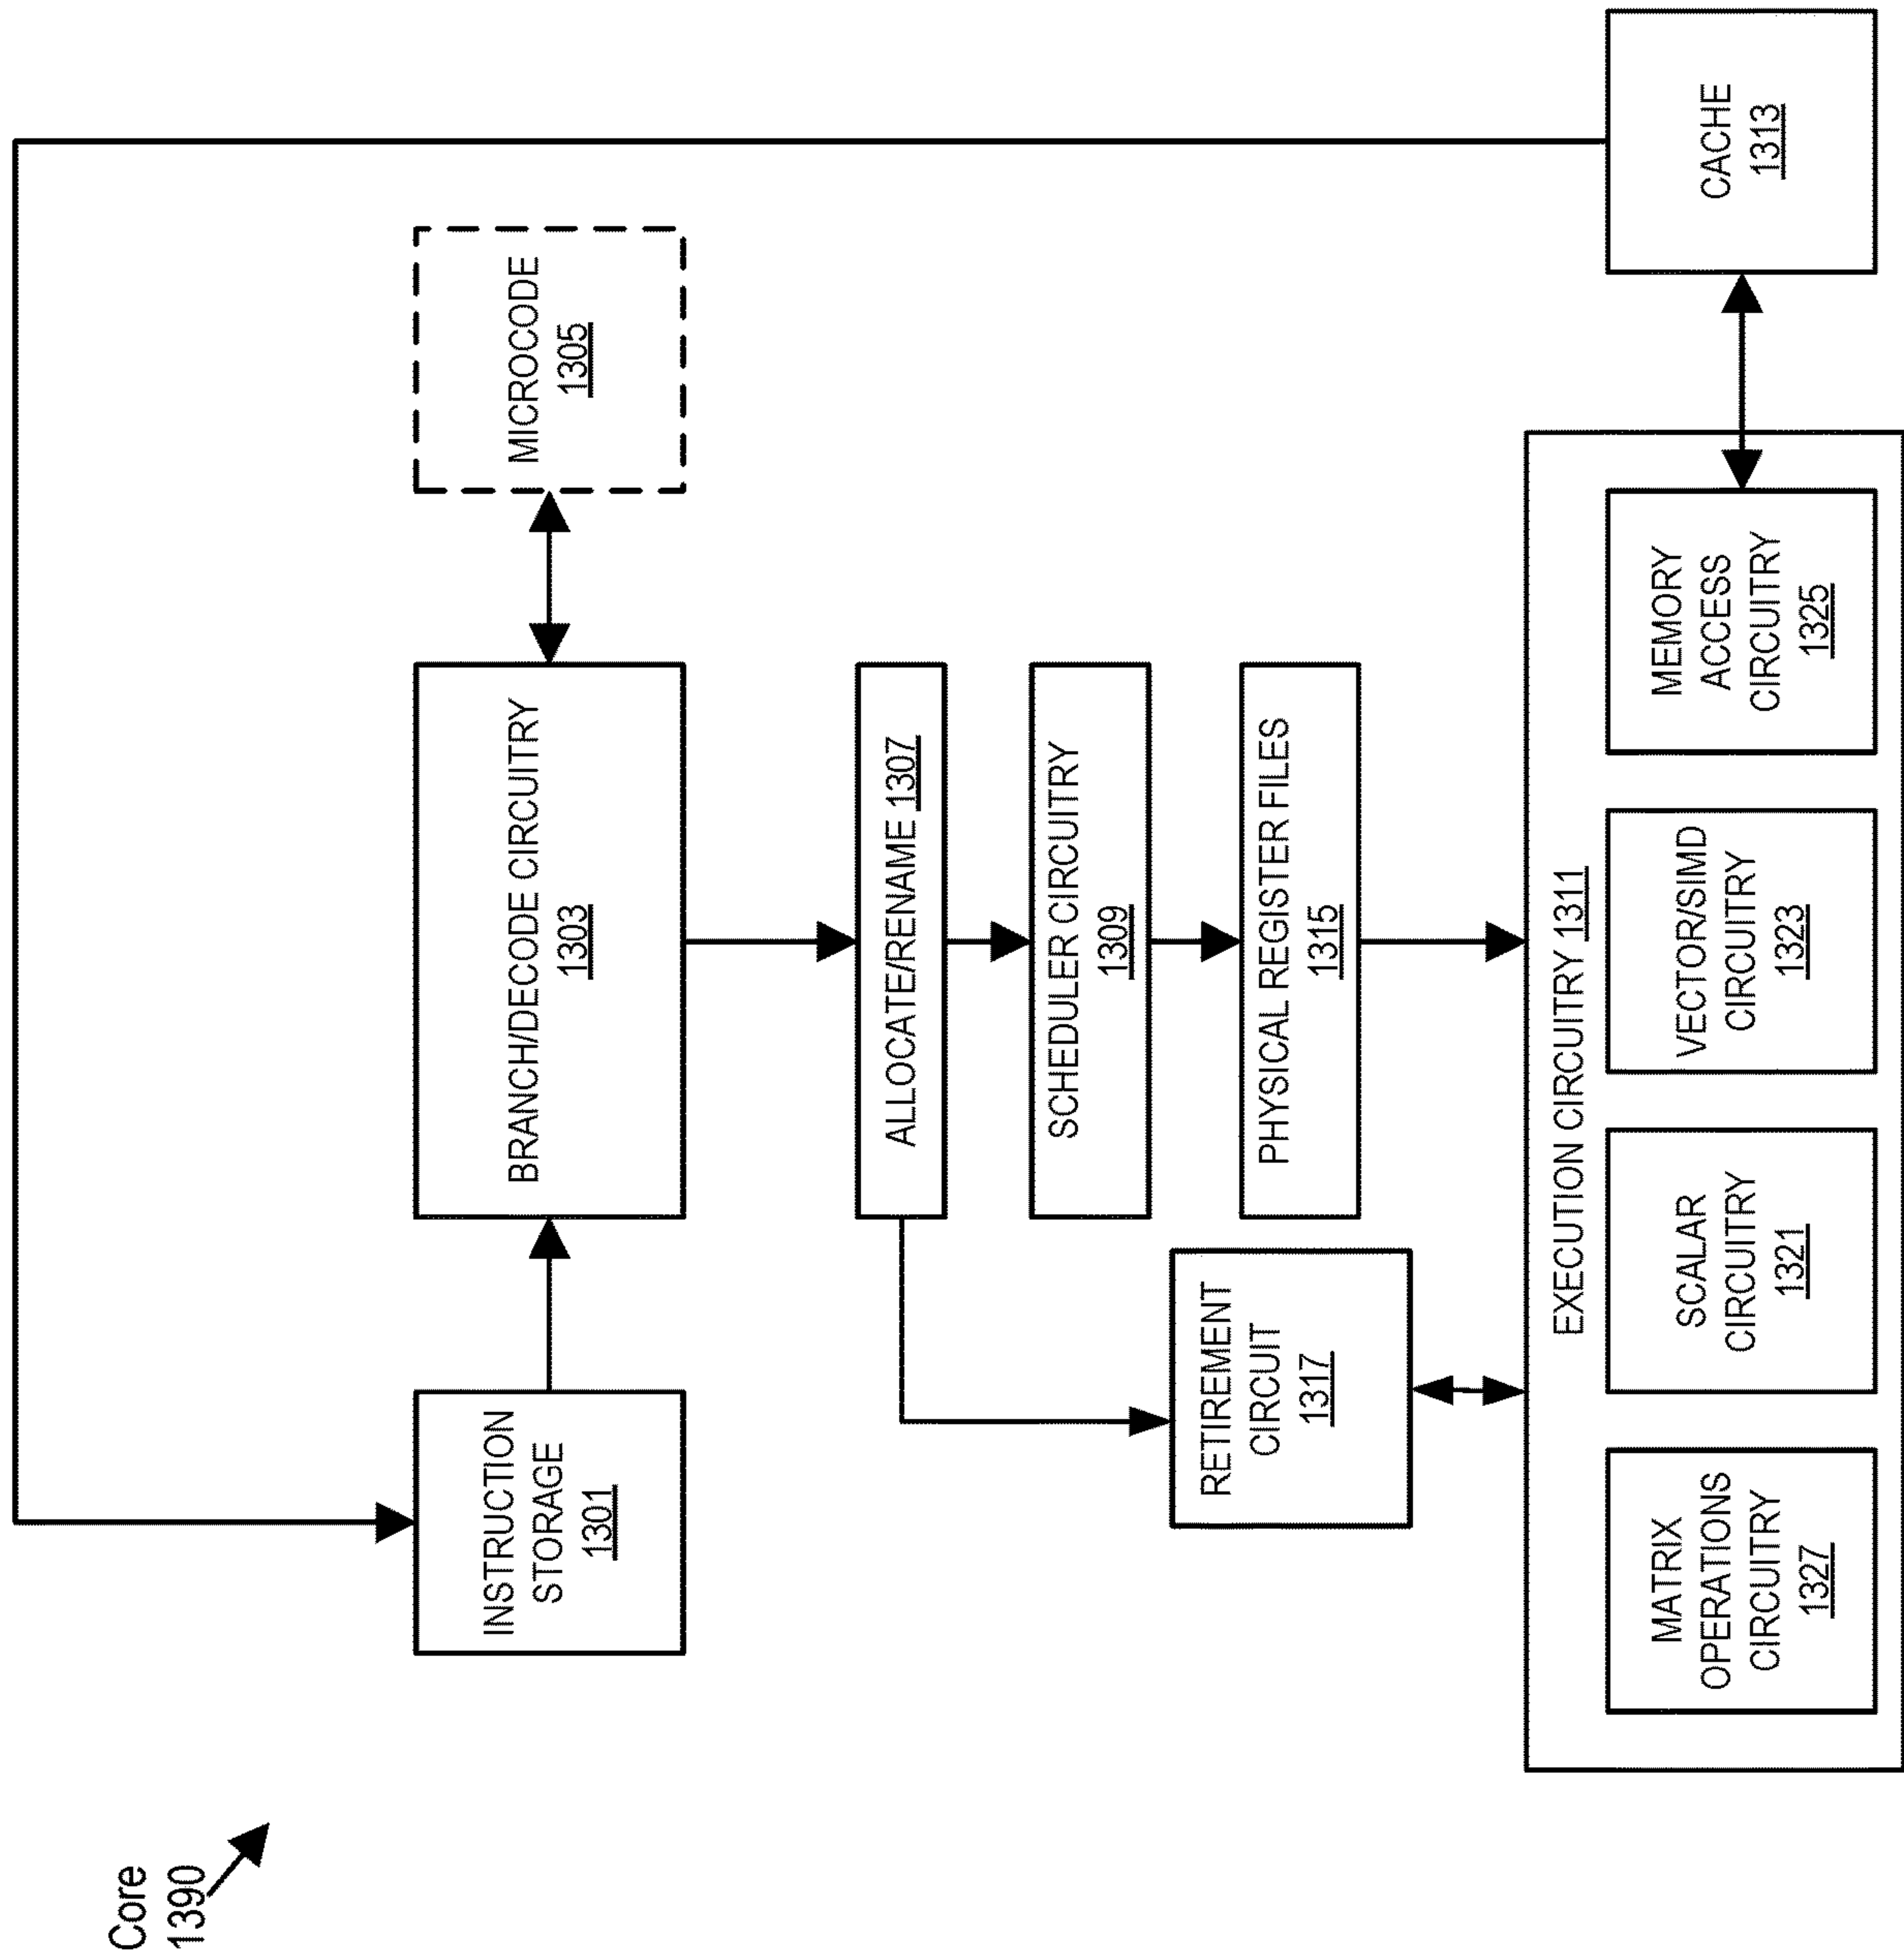 Core
1390
INSTRUCTION
STORAGE
1301
BRANCH/DECODE CIRCUITRY
1303
MICROCODE
1305
ALLOCATE/RENAME 1307
SCHEDULER CIRCUITRY
1309
PHYSICAL REGISTER FILES
1315
RETIREMENT
CIRCUIT
1317
EXECUTION CIRCUITRY 1311
MATRIX
OPERATIONS
CIRCUITRY
1327
SCALAR
CIRCUITRY
1321
VECTOR/SIMD
CIRCUITRY
1323
MEMORY
ACCESS
CIRCUITRY
1325
CACHE
1313